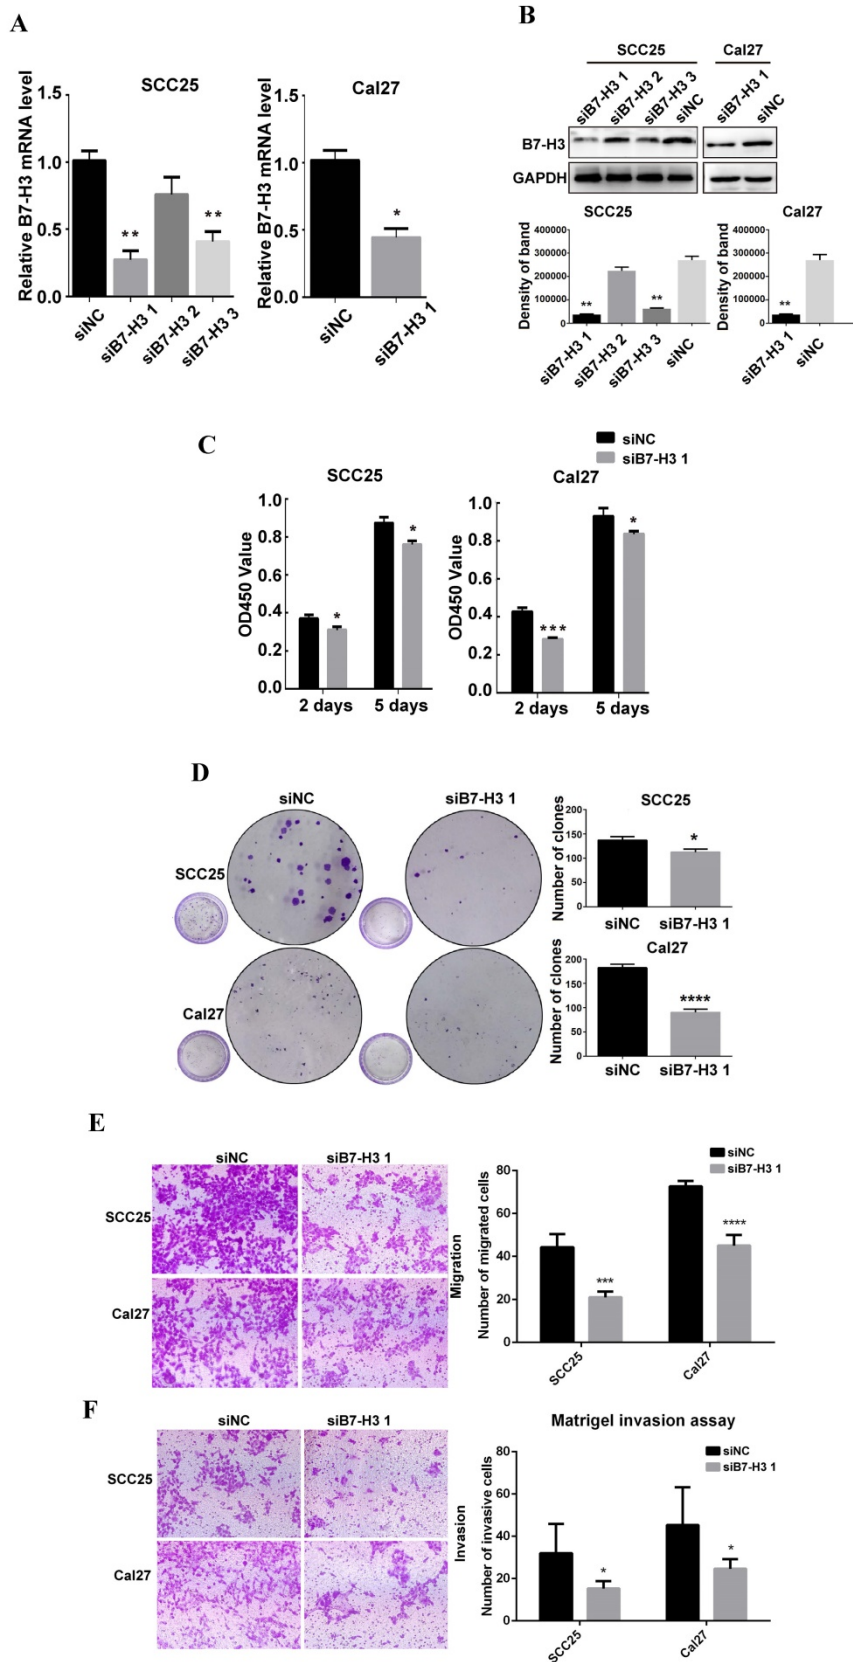 A
SCC25
Cal27
Relative B7-H3 mRNA level
1.5
1.0
0.5
0.0
**
**
siNC
siB7-H3 1
siB7-H3 2
siB7-H3 3
Relative B7-H3 mRNA level
1.5
1.0
0.5
0.0
*
siNC
siB7-H3 1
B
SCC25
Cal27
siB7-H3 1
siB7-H3 2
siB7-H3 3
siNC
siB7-H3 1
siNC
B7-H3
GAPDH
SCC25
Cal27
Density of band
400000
300000
200000
100000
0
**
**
siB7-H3 1
siB7-H3 2
siB7-H3 3
siNC
Density of band
400000
300000
200000
100000
0
**
siB7-H3 1
siNC
C
siNC
siB7-H3 1
SCC25
Cal27
OD450 Value
1.0
0.8
0.6
0.4
0.2
0.0
*
*
2 days
5 days
OD450 Value
1.0
0.8
0.6
0.4
0.2
0.0
***
*
2 days
5 days
D
siNC
siB7-H3 1
SCC25
Cal27
SCC25
Number of clones
200
150
100
50
0
*
siNC
siB7-H3 1
Cal27
Number of clones
200
150
100
50
0
****
siNC
siB7-H3 1
E
siNC
siB7-H3 1
SCC25
Cal27
Migration
siNC
siB7-H3 1
Number of migrated cells
80
60
40
20
0
***
****
SCC25
Cal27
F
siNC
siB7-H3 1
SCC25
Cal27
Invasion
Matrigel invasion assay
siNC
siB7-H3 1
Number of invasive cells
80
60
40
20
0
*
*
SCC25
Cal27